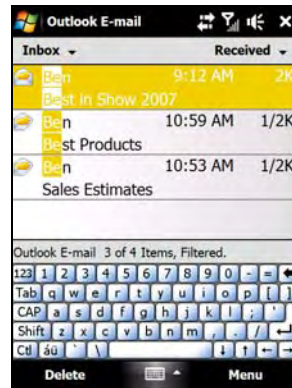 Outlook E-mail
Inbox Received
Ben 9:12 AM 2K
Best in Show 2007
Ben 10:59 AM 1/2K
Best Products
Ben 10:53 AM 1/2K
Sales Estimates
Outlook E-mail 3 of 4 Items, Filtered.
123 1 2 3 4 5 6 7 8 9 0 - =
Tab q w e r t y u i o p [ ]
CAP a s d f g h j k l ; '
Shift z x c v b n m , . /
Ctl áü ` \
Delete Menu